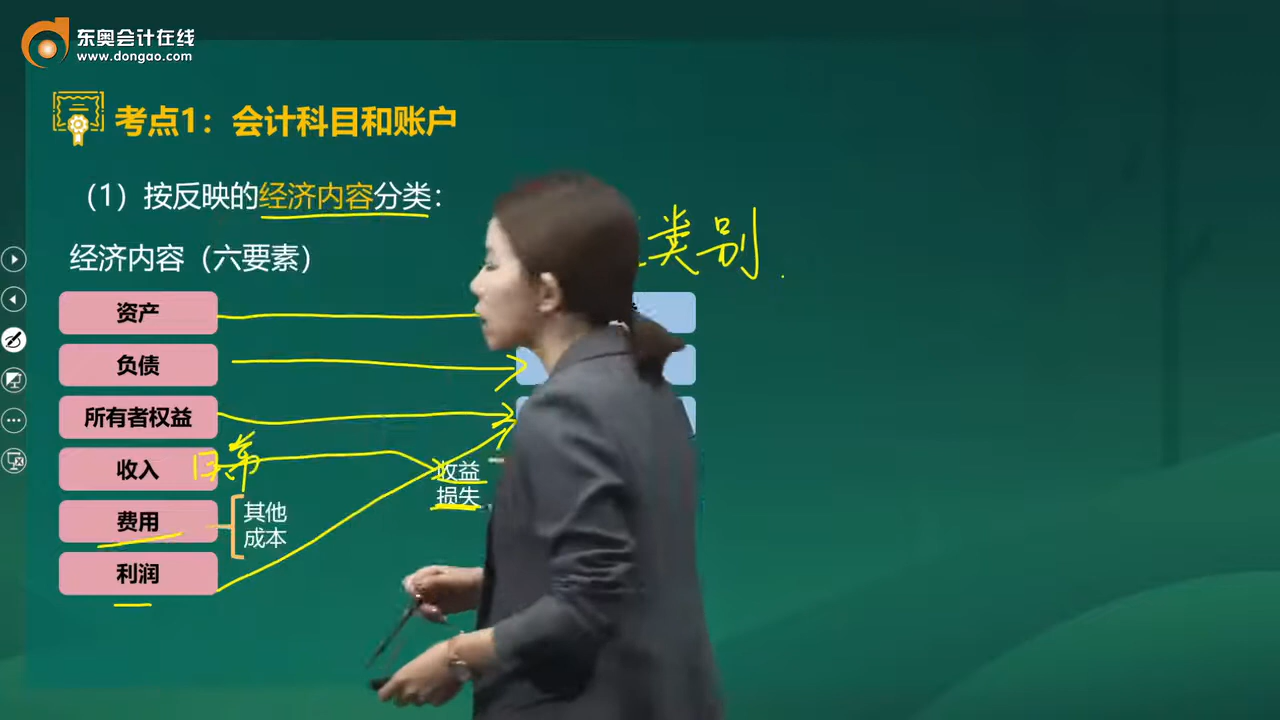 东奥会计在线
www.dongao.com
考点1：会计科目和账户
（1）按反映的经济内容分类：
类别
经济内容（六要素）
资产
负债
所有者权益
收入
日常
收益
损失
费用
其他
成本
利润